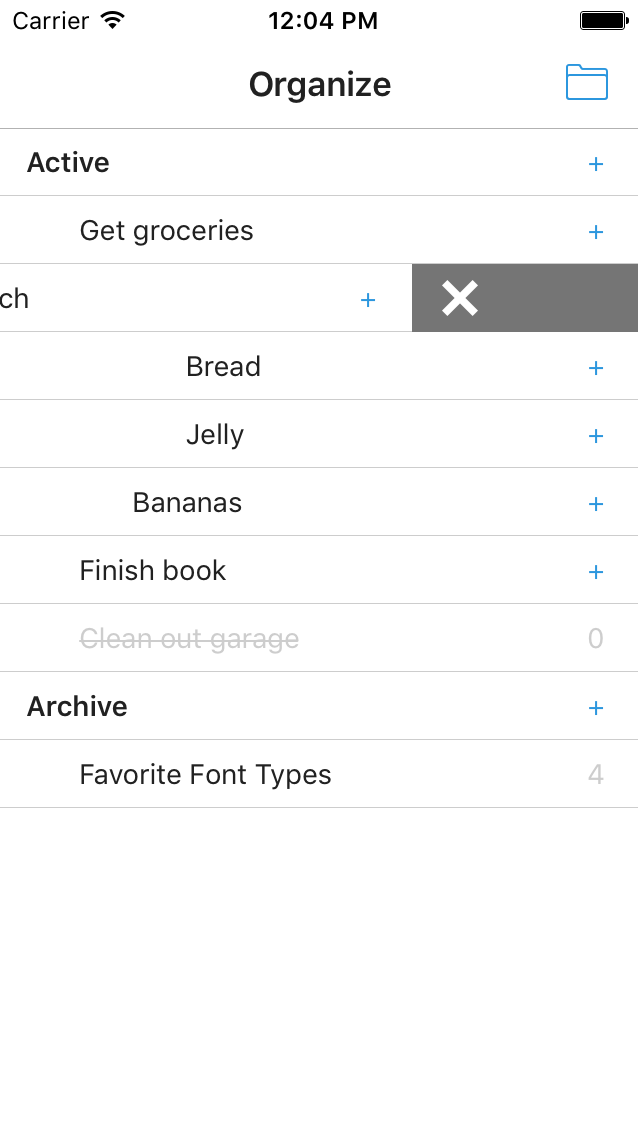 Carrier 12:04 PM
Organize
Active +
Get groceries +
ch +
Bread +
Jelly +
Bananas +
Finish book +
Clean out garage 0
Archive +
Favorite Font Types 4